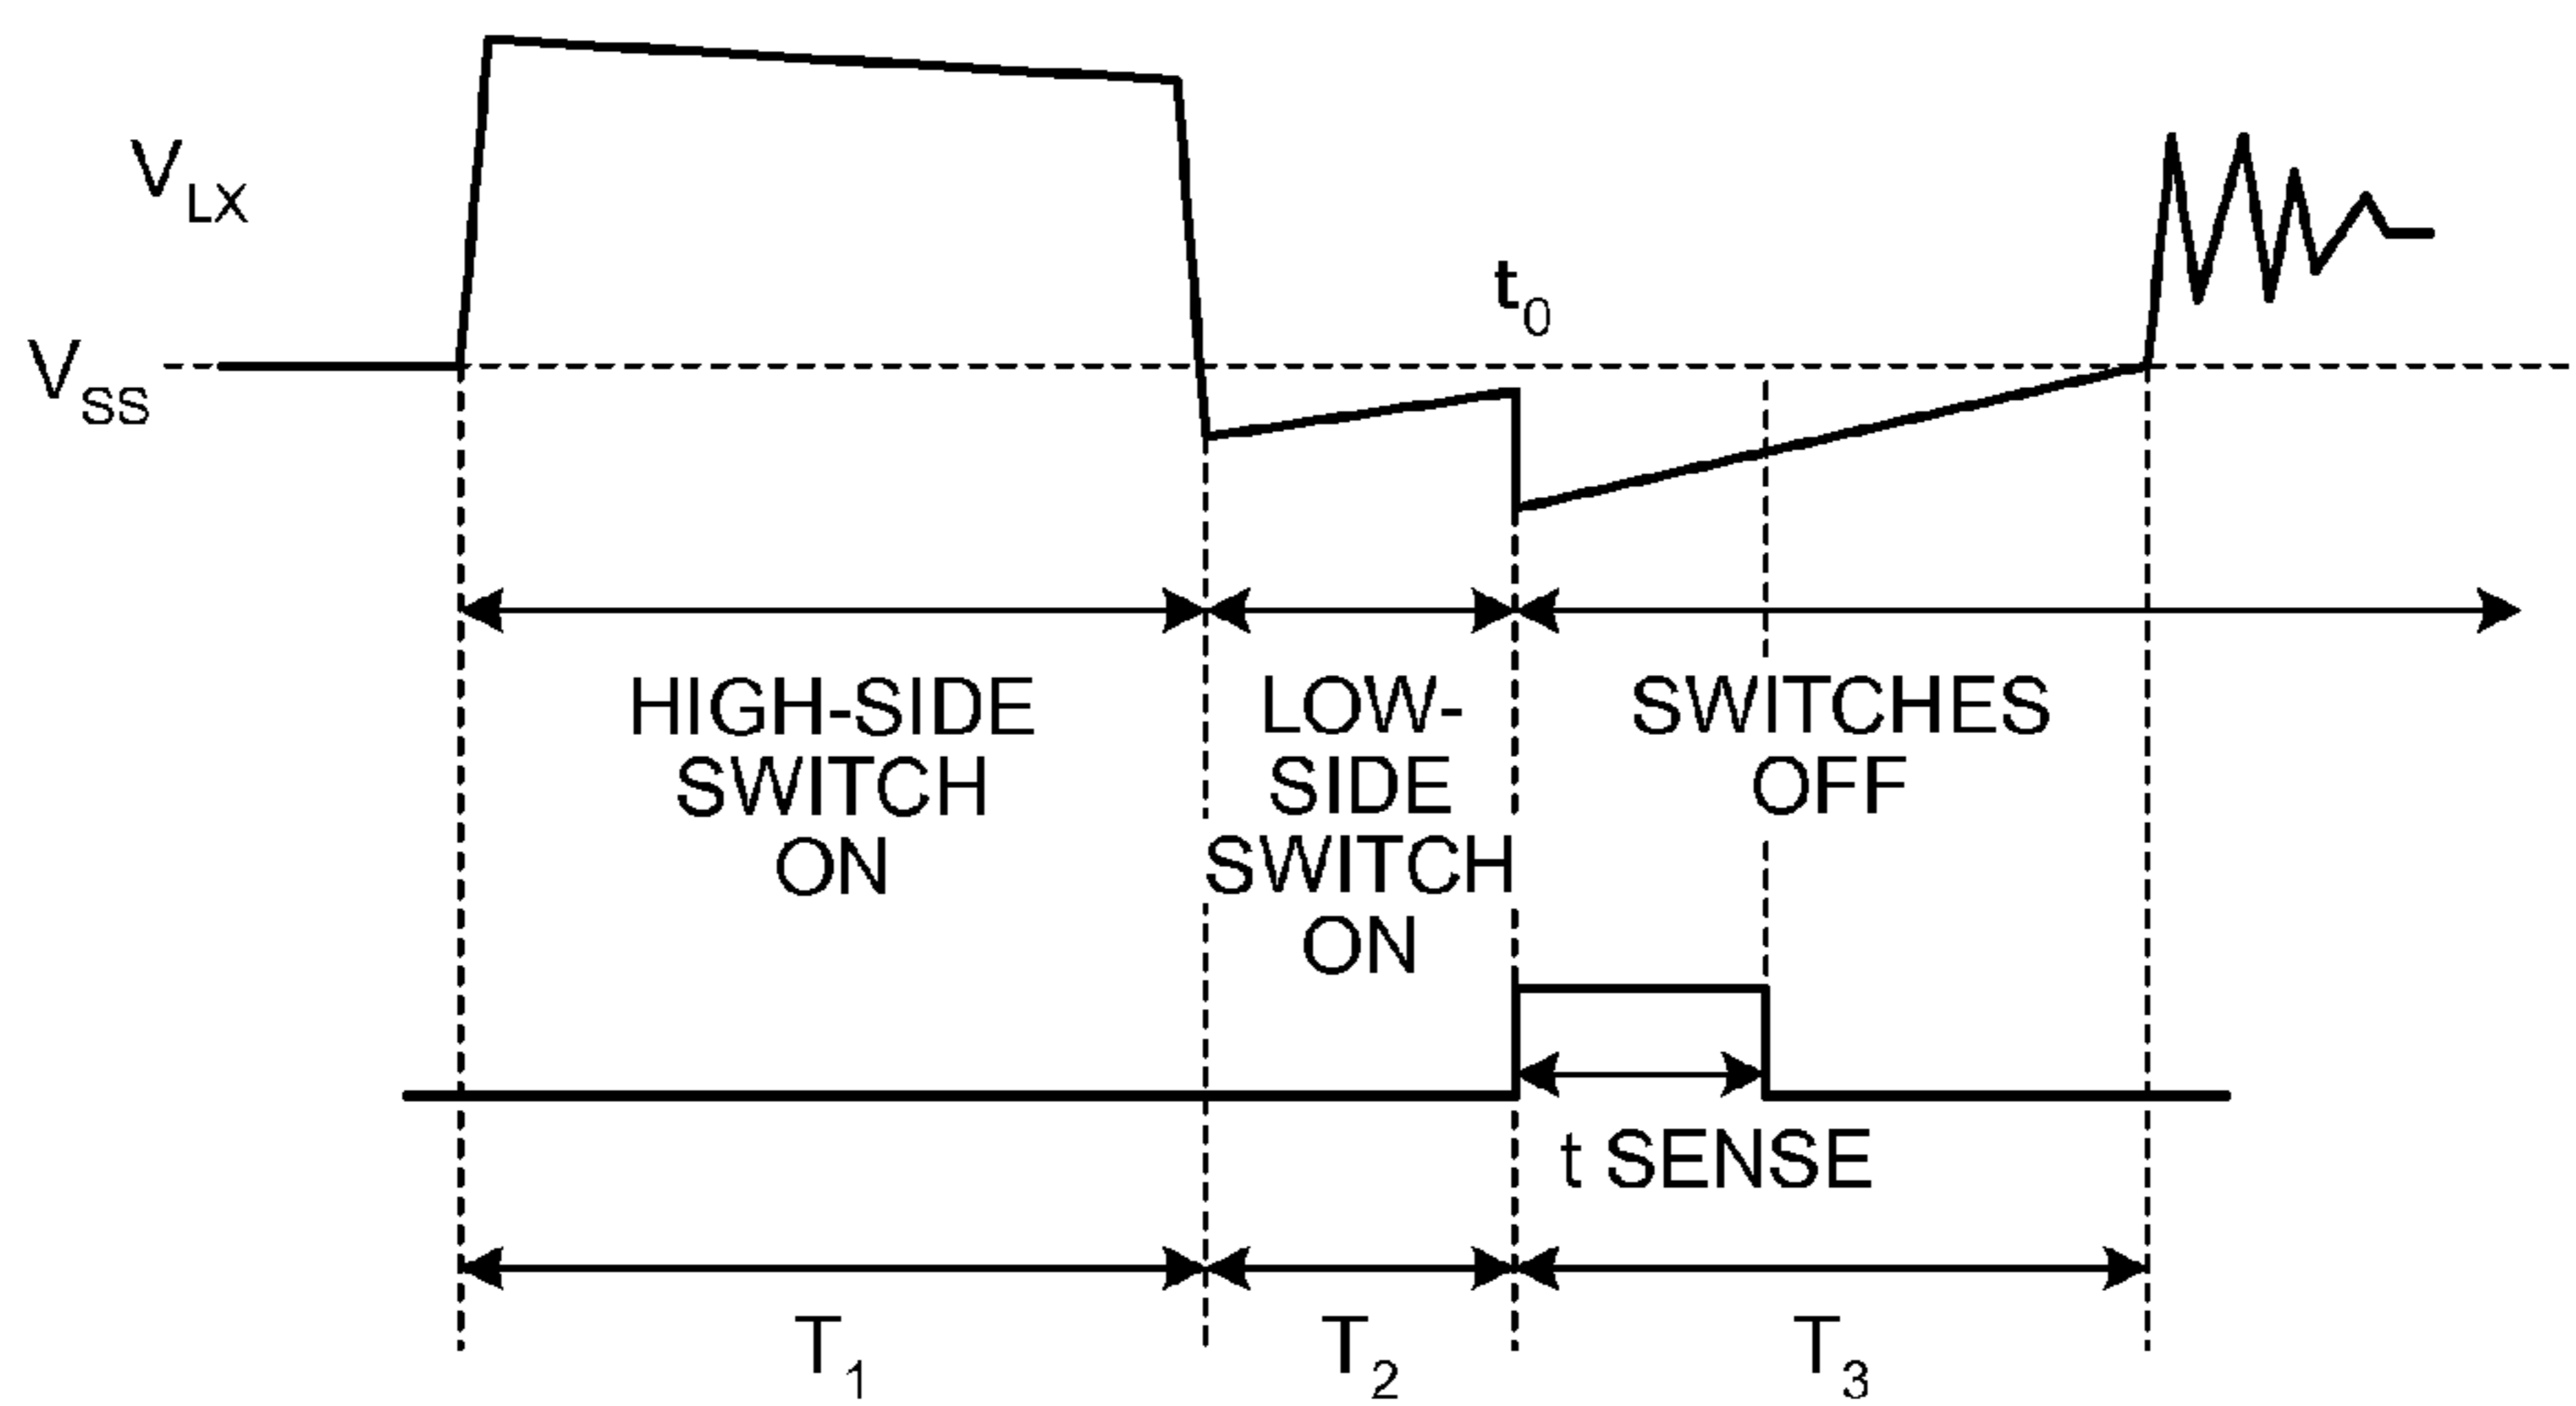 V_LX
t_0
V_SS
HIGH-SIDE
SWITCH
ON
LOW-
SIDE
SWITCH
ON
SWITCHES
OFF
t SENSE
T_1
T_2
T_3